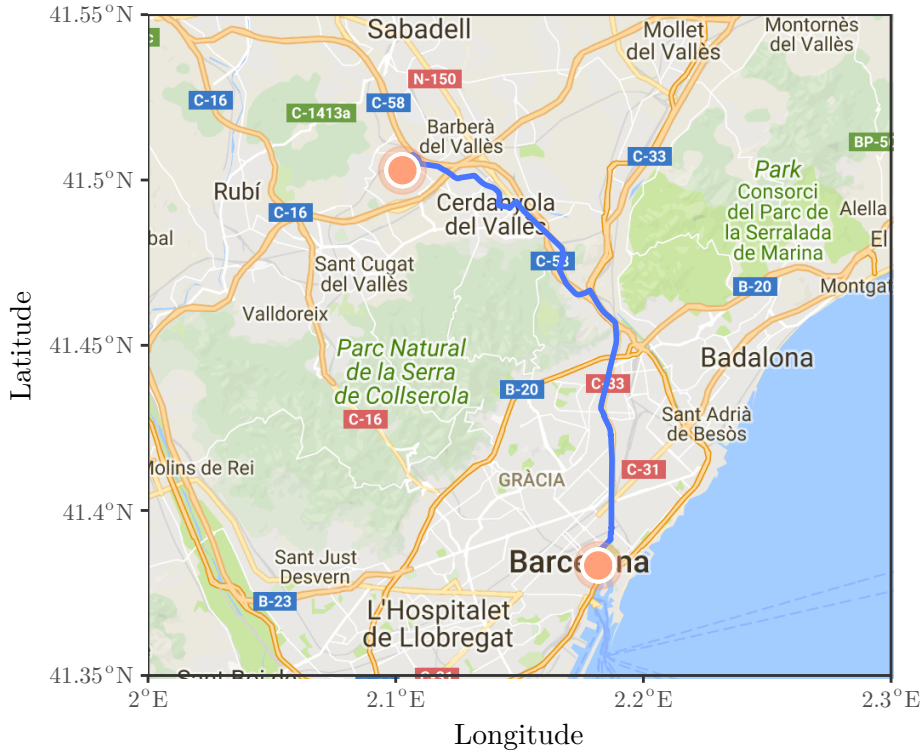 41.55°N
Sabadell
Mollet
del Vallès
Montornès
del Vallès
c
N-150
C-16
C-58
C-1413a
Barberà
del Vallès
BP-5
C-33
41.5°N
Rubí
Park
Consorci
del Parc de
la Serralada
de Marina
C-16
Cerdanyola
del Vallès
Alella
bal
El
C-58
Sant Cugat
del Vallès
B-20
Montgat
Valldoreix
Latitude
41.45°N
Parc Natural
de la Serra
de Collserola
Badalona
B-20
C-33
C-16
Sant Adrià
de Besòs
Molins de Rei
C-31
GRÀCIA
41.4°N
Sant Just
Desvern
Barcelona
B-23
L'Hospitalet
de Llobregat
41.35°N
2°E
2.1°E
2.2°E
2.3°E
Longitude